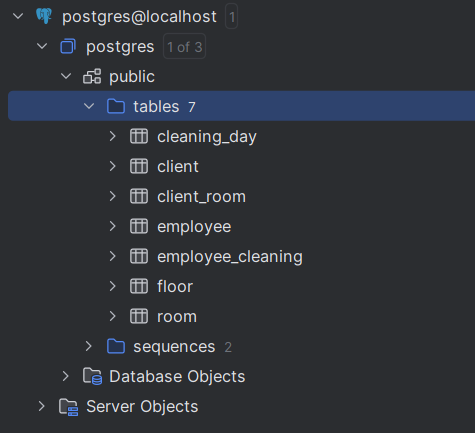 postgres@localhost 1
postgres 1 of 3
public
tables 7
cleaning_day
client
client_room
employee
employee_cleaning
floor
room
sequences 2
Database Objects
Server Objects